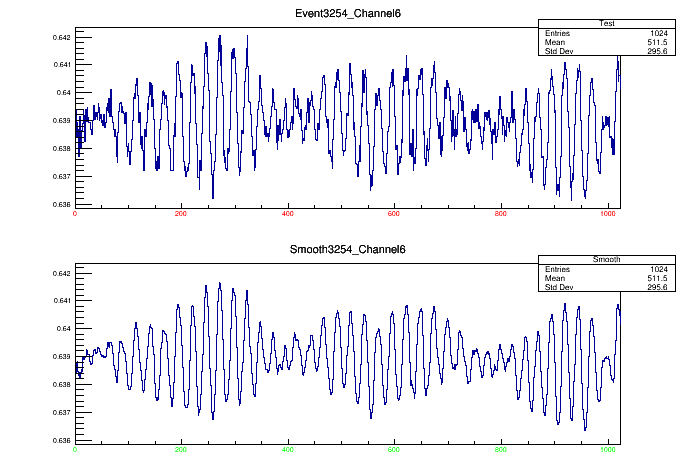 Event3254_Channel6
Test
Entries 1024
Mean 511.5
Std Dev 295.6
0.642
0.641
0.64
0.639
0.638
0.637
0.636
0 200 400 600 800 1000
Smooth3254_Channel6
Smooth
Entries 1024
Mean 511.5
Std Dev 295.6
0.642
0.641
0.64
0.639
0.638
0.637
0.636
0 200 400 600 800 1000